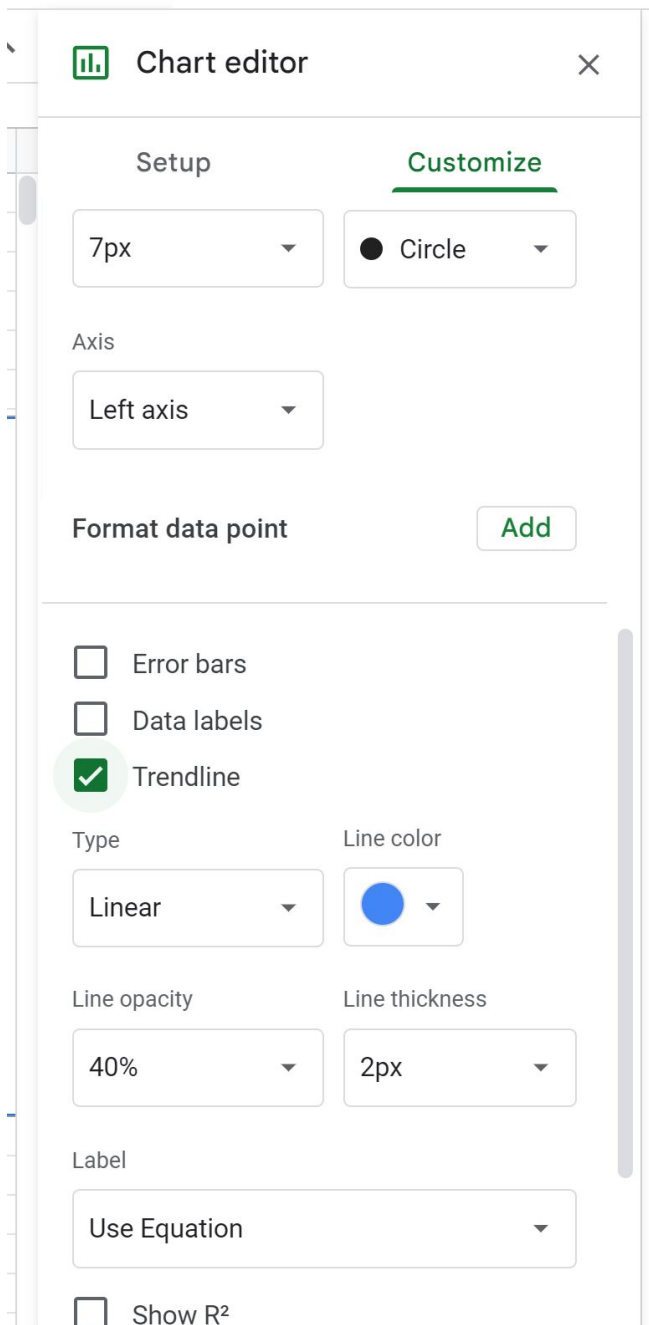 Chart editor
Setup Customize
7px Circle
Axis
Left axis
Format data point Add
Error bars
Data labels
Trendline
Type Line color
Linear
Line opacity Line thickness
40% 2px
Label
Use Equation
Show R²